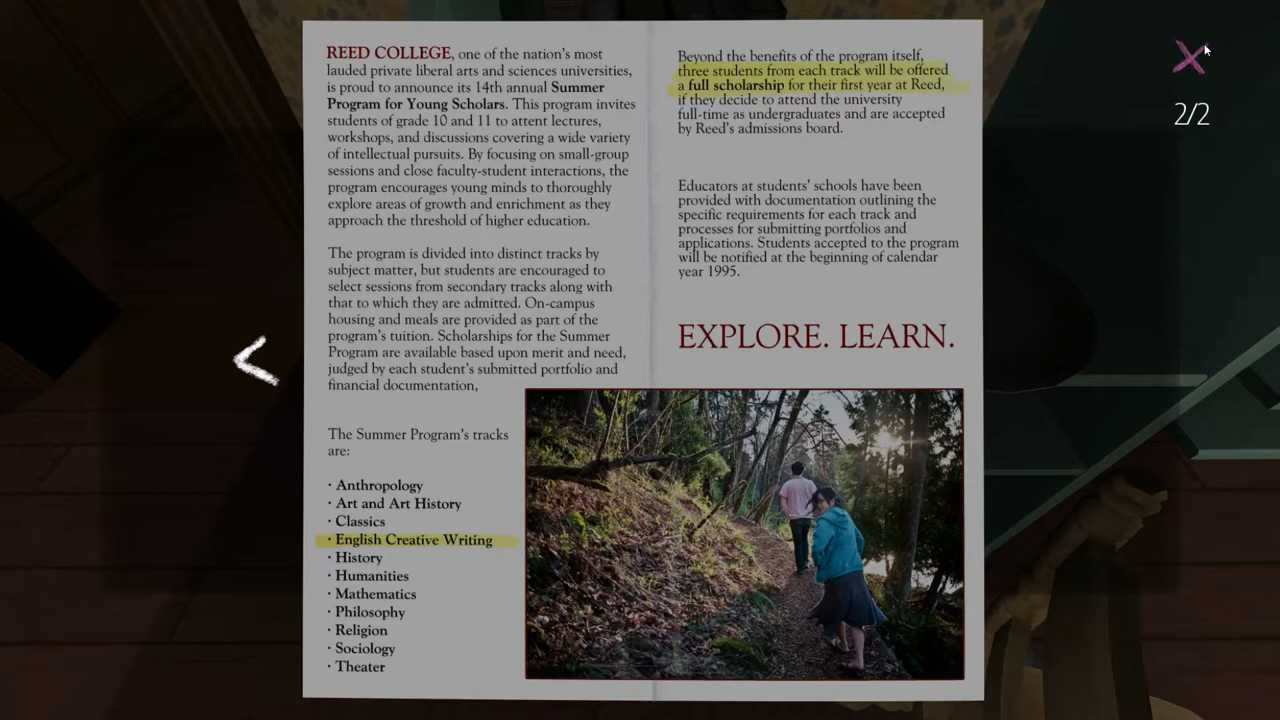 REED COLLEGE, one of the nation's most
lauded private liberal arts and sciences universities,
is proud to announce its 14th annual Summer
Program for Young Scholars. This program invites
students of grade 10 and 11 to attent lectures,
workshops, and discussions covering a wide variety
of intellectual pursuits. By focusing on small-group
sessions and close faculty-student interactions, the
program encourages young minds to thoroughly
explore areas of growth and enrichment as they
approach the threshold of higher education.
The program is divided into distinct tracks by
subject matter, but students are encouraged to
select sessions from secondary tracks along with
that to which they are admitted. On-campus
housing and meals are provided as part of the
program's tuition. Scholarships for the Summer
Program are available based upon merit and need,
judged by each student's submitted portfolio and
financial documentation,
The Summer Program's tracks
are:
· Anthropology
· Art and Art History
· Classics
· English Creative Writing
· History
· Humanities
· Mathematics
· Philosophy
· Religion
· Sociology
· Theater
Beyond the benefits of the program itself,
three students from each track will be offered
a full scholarship for their first year at Reed,
if they decide to attend the university
full-time as undergraduates and are accepted
by Reed's admissions board.
Educators at students' schools have been
provided with documentation outlining the
specific requirements for each track and
processes for submitting portfolios and
applications. Students accepted to the program
will be notified at the beginning of calendar
year 1995.
EXPLORE. LEARN.
2/2